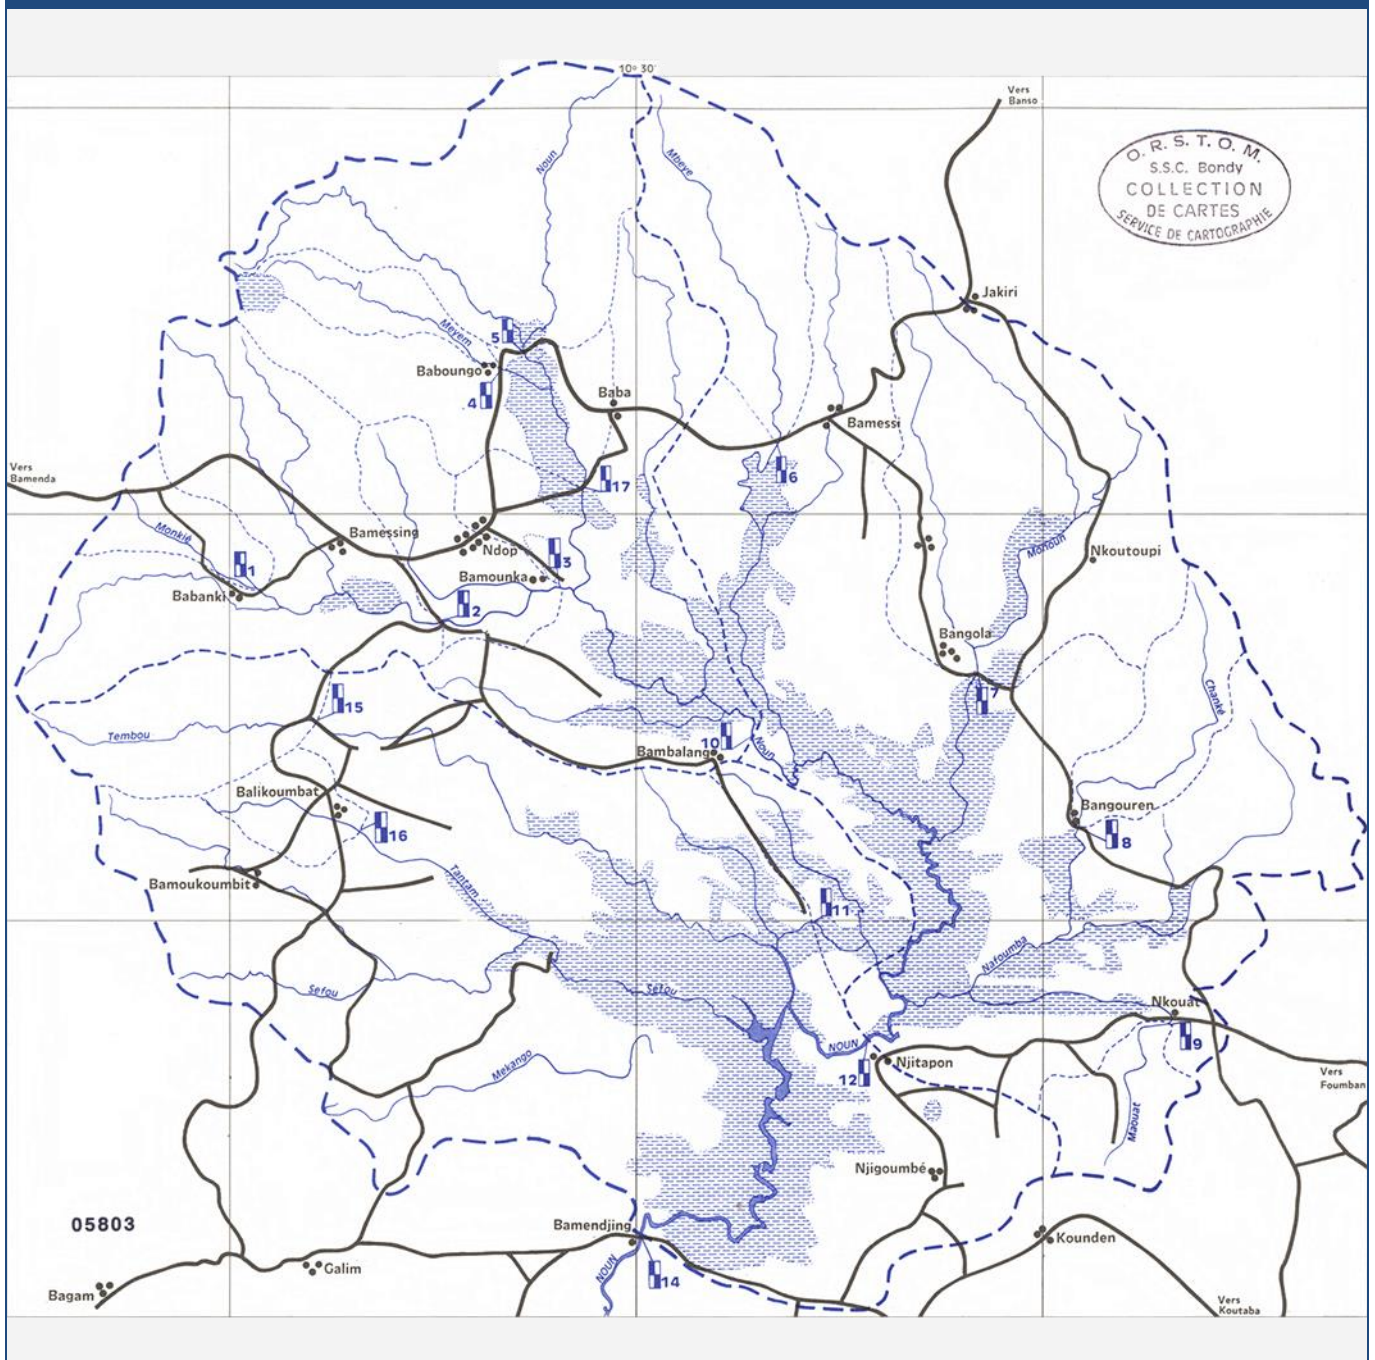 10° 30'
Vers
Banso
O. R. S. T. O. M.
S.S.C. Bondy
COLLECTION
DE CARTES
SERVICE DE CARTOGRAPHIE
Noun
Mbeye
Jakiri
Meyem
5
Baboungo
4
Baba
Bamessi
Vers
Bamenda
6
17
Monkié
Bamessing
Ndop
3
Monoun
Nkoutoupi
1
Bamounka
Babanki
2
Bangola
7
Chanké
15
Tembou
10
Noun
Bambalang
Balikoumbat
16
Bangouren
8
Tantam
Bamoukoumbit
11
Nafoumba
Sefou
Sefou
Nkouat
9
NOUN
Njitapon
12
Mekango
Vers
Foumban
Maouat
Njigoumbé
05803
Bamendjing
Kounden
NOUN
14
Galim
Bagam
Vers
Koutaba